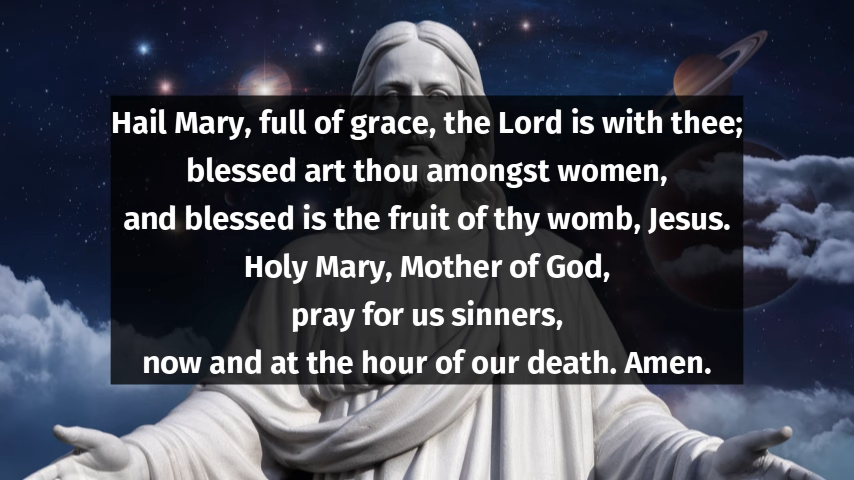 Hail Mary, full of grace, the Lord is with thee;
blessed art thou amongst women,
and blessed is the fruit of thy womb, Jesus.
Holy Mary, Mother of God,
pray for us sinners,
now and at the hour of our death. Amen.